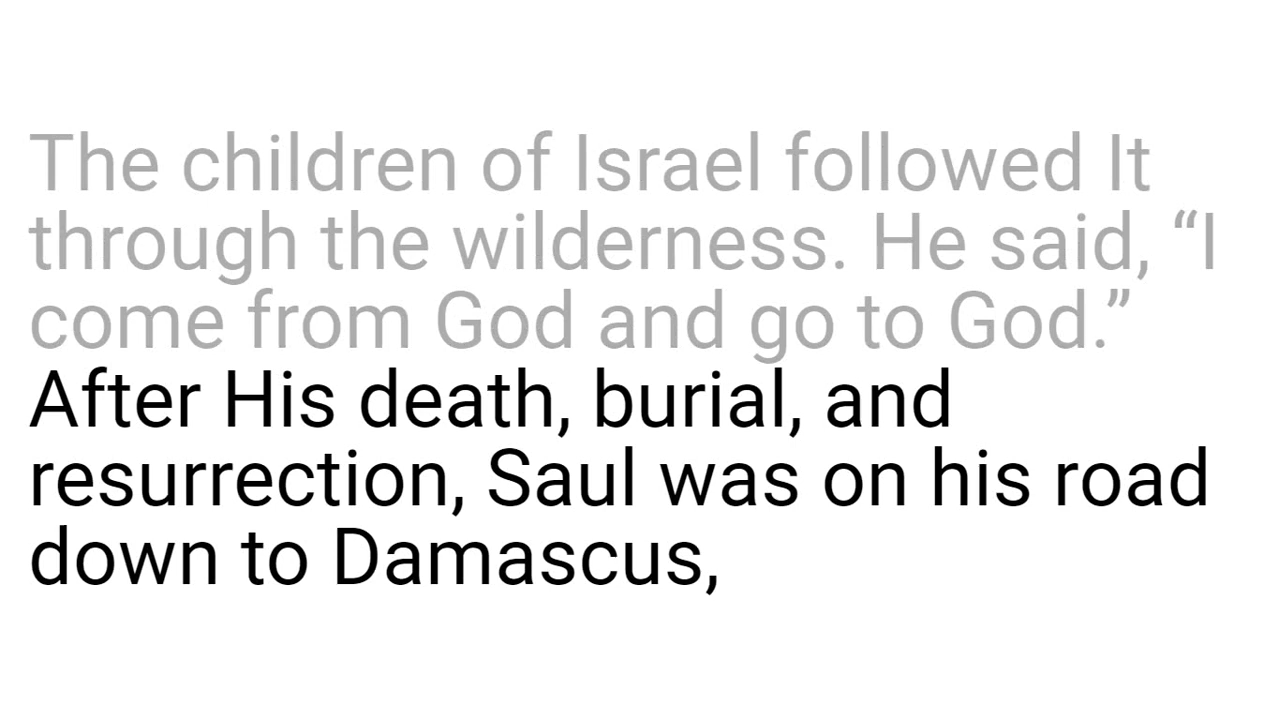 The children of Israel followed It
through the wilderness. He said, “I
come from God and go to God.”
After His death, burial, and
resurrection, Saul was on his road
down to Damascus,